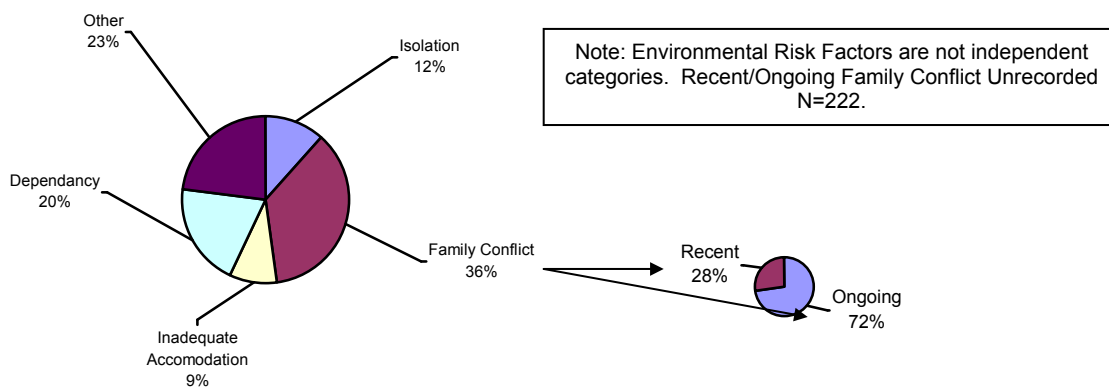 Other
23%
Isolation
12%
Note: Environmental Risk Factors are not independent
categories. Recent/Ongoing Family Conflict Unrecorded
N=222.
Dependancy
20%
Family Conflict
36%
Recent
28%
Ongoing
72%
Inadequate
Accomodation
9%